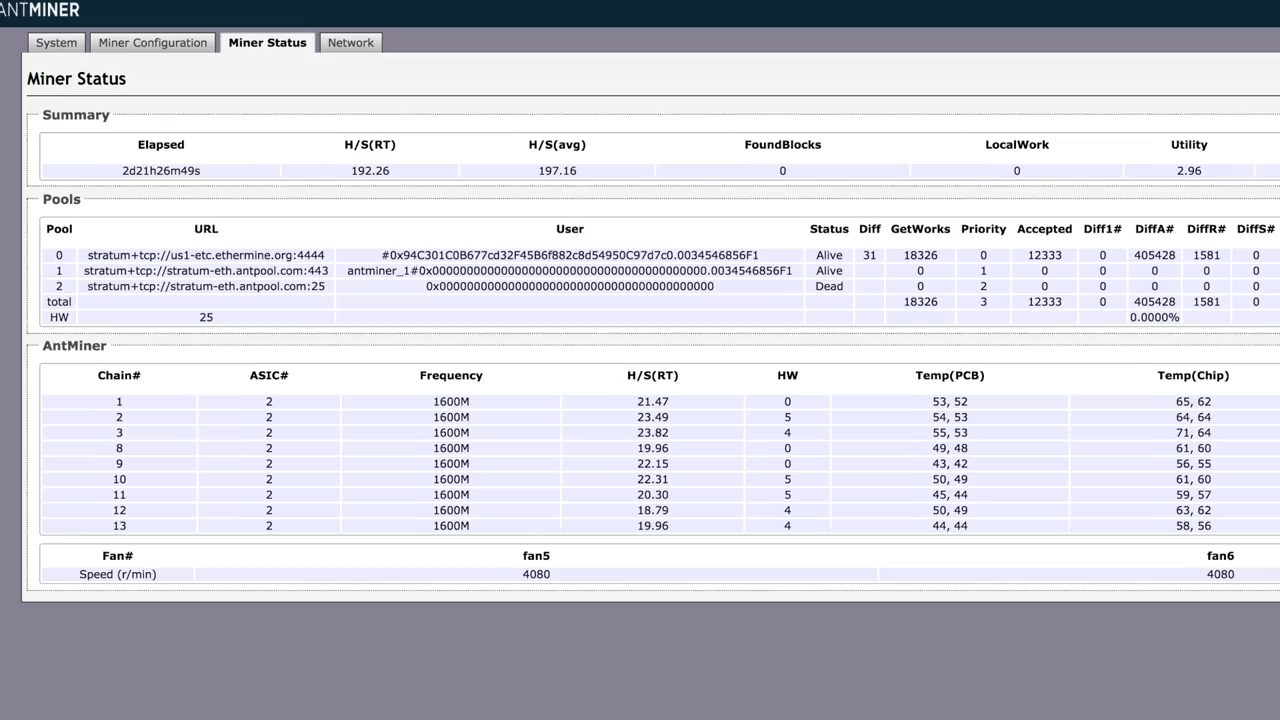 ANTMINER
System Miner Configuration Miner Status Network
Miner Status
Summary
Elapsed H/S(RT) H/S(avg) FoundBlocks LocalWork Utility
2d21h26m49s 192.26 197.16 0 0 2.96
Pools
Pool URL User Status Diff GetWorks Priority Accepted Diff1# DiffA# DiffR# DiffS#
0 stratum+tcp://us1-etc.ethermine.org:4444 #0x94C301C0B677cd32F45B6f882c8d54950C97d7c0.0034546856F1 Alive 31 18326 0 12333 0 405428 1581 0
1 stratum+tcp://stratum-eth.antpool.com:443 antminer_1#0x0000000000000000000000000000000000000000.0034546856F1 Alive 0 1 0 0 0 0 0
2 stratum+tcp://stratum-eth.antpool.com:25 0x0000000000000000000000000000000000000000 Dead 0 2 0 0 0 0 0
total 18326 3 12333 0 405428 1581 0
HW 25 0.0000%
AntMiner
Chain# ASIC# Frequency H/S(RT) HW Temp(PCB) Temp(Chip)
1 2 1600M 21.47 0 53, 52 65, 62
2 2 1600M 23.49 5 54, 53 64, 64
3 2 1600M 23.82 4 55, 53 71, 64
8 2 1600M 19.96 0 49, 48 61, 60
9 2 1600M 22.15 0 43, 42 56, 55
10 2 1600M 22.31 5 50, 49 61, 60
11 2 1600M 20.30 5 45, 44 59, 57
12 2 1600M 18.79 4 50, 49 63, 62
13 2 1600M 19.96 4 44, 44 58, 56
Fan# fan5 fan6
Speed (r/min) 4080 4080